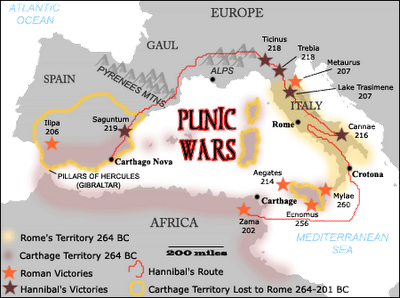 ATLANTIC
OCEAN
EUROPE
GAUL
Ticinus
218
Trebia
218
Metaurus
207
PYRENEES MTNS
ALPS
SPAIN
Lake Trasimene
207
ITALY
Ilipa
206
Saguntum
219
PUNIC
WARS
Rome
Cannae
216
Carthago Nova
Crotona
PILLARS OF HERCULES
(GIBRALTAR)
Aegates
214
Carthage
Mylae
260
Ecnomus
256
Zama
202
AFRICA
MEDITERRANEAN
SEA
200 miles
Rome's Territory 264 BC
Carthage Territory 264 BC
Roman Victories
Hannibal's Route
Hannibal's Victories
Carthage Territory Lost to Rome 264-201 BC